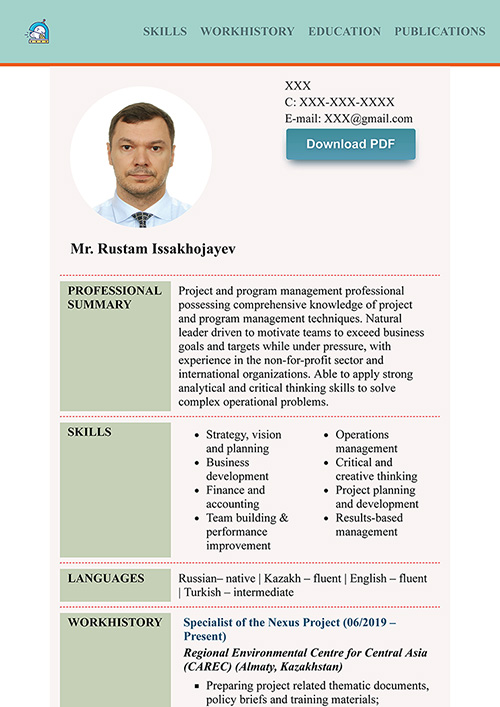 SKILLS WORKHISTORY EDUCATION PUBLICATIONS
XXX
C: XXX-XXX-XXXX
E-mail: XXX@gmail.com
Download PDF
Mr. Rustam Issakhojayev
PROFESSIONAL
SUMMARY
Project and program management professional
possessing comprehensive knowledge of project
and program management techniques. Natural
leader driven to motivate teams to exceed business
goals and targets while under pressure, with
experience in the non-for-profit sector and
international organizations. Able to apply strong
analytical and critical thinking skills to solve
complex operational problems.
SKILLS
• Strategy, vision
and planning
• Business
development
• Finance and
accounting
• Team building &
performance
improvement
• Operations
management
• Critical and
creative thinking
• Project planning
and development
• Results-based
management
LANGUAGES
Russian– native | Kazakh – fluent | English – fluent
| Turkish – intermediate
WORKHISTORY
Specialist of the Nexus Project (06/2019 –
Present)
Regional Environmental Centre for Central Asia
(CAREC) (Almaty, Kazakhstan)
▪ Preparing project related thematic documents,
policy briefs and training materials;